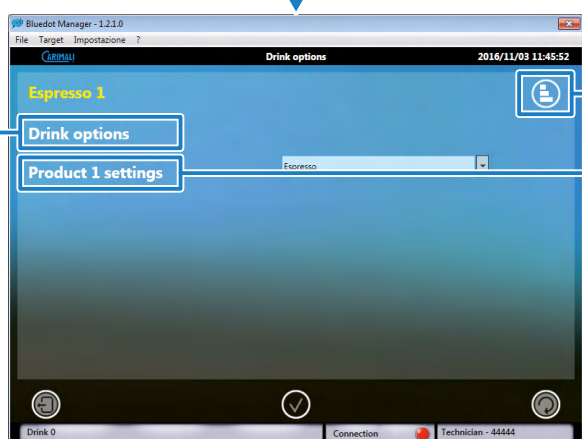 Bluedot Manager - 1.2.1.0
File Target Impostazione ?
CARIMALI Drink options 2016/11/03 11:45:52
Espresso 1
Drink options
Product 1 settings Espresso
Drink 0 Connection Technician - 44444